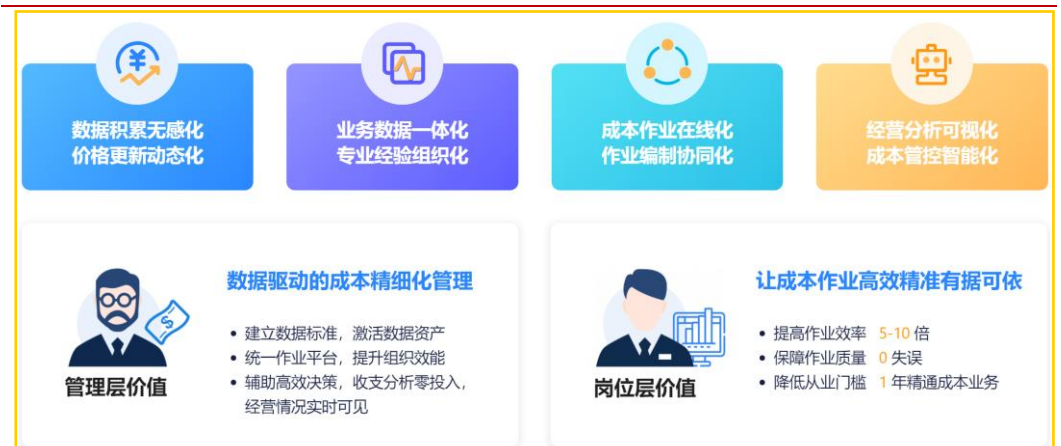 数据积累无感化
价格更新动态化
业务数据一体化
专业经验组织化
成本作业在线化
作业编制协同化
经营分析可视化
成本管控智能化
数据驱动的成本精细化管理
• 建立数据标准，激活数据资产
• 统一作业平台，提升组织效能
• 辅助高效决策，收支分析零投入，
经营情况实时可见
管理层价值
让成本作业高效精准有据可依
• 提高作业效率 5-10 倍
• 保障作业质量 0 失误
• 降低从业门槛 1 年精通成本业务
岗位层价值